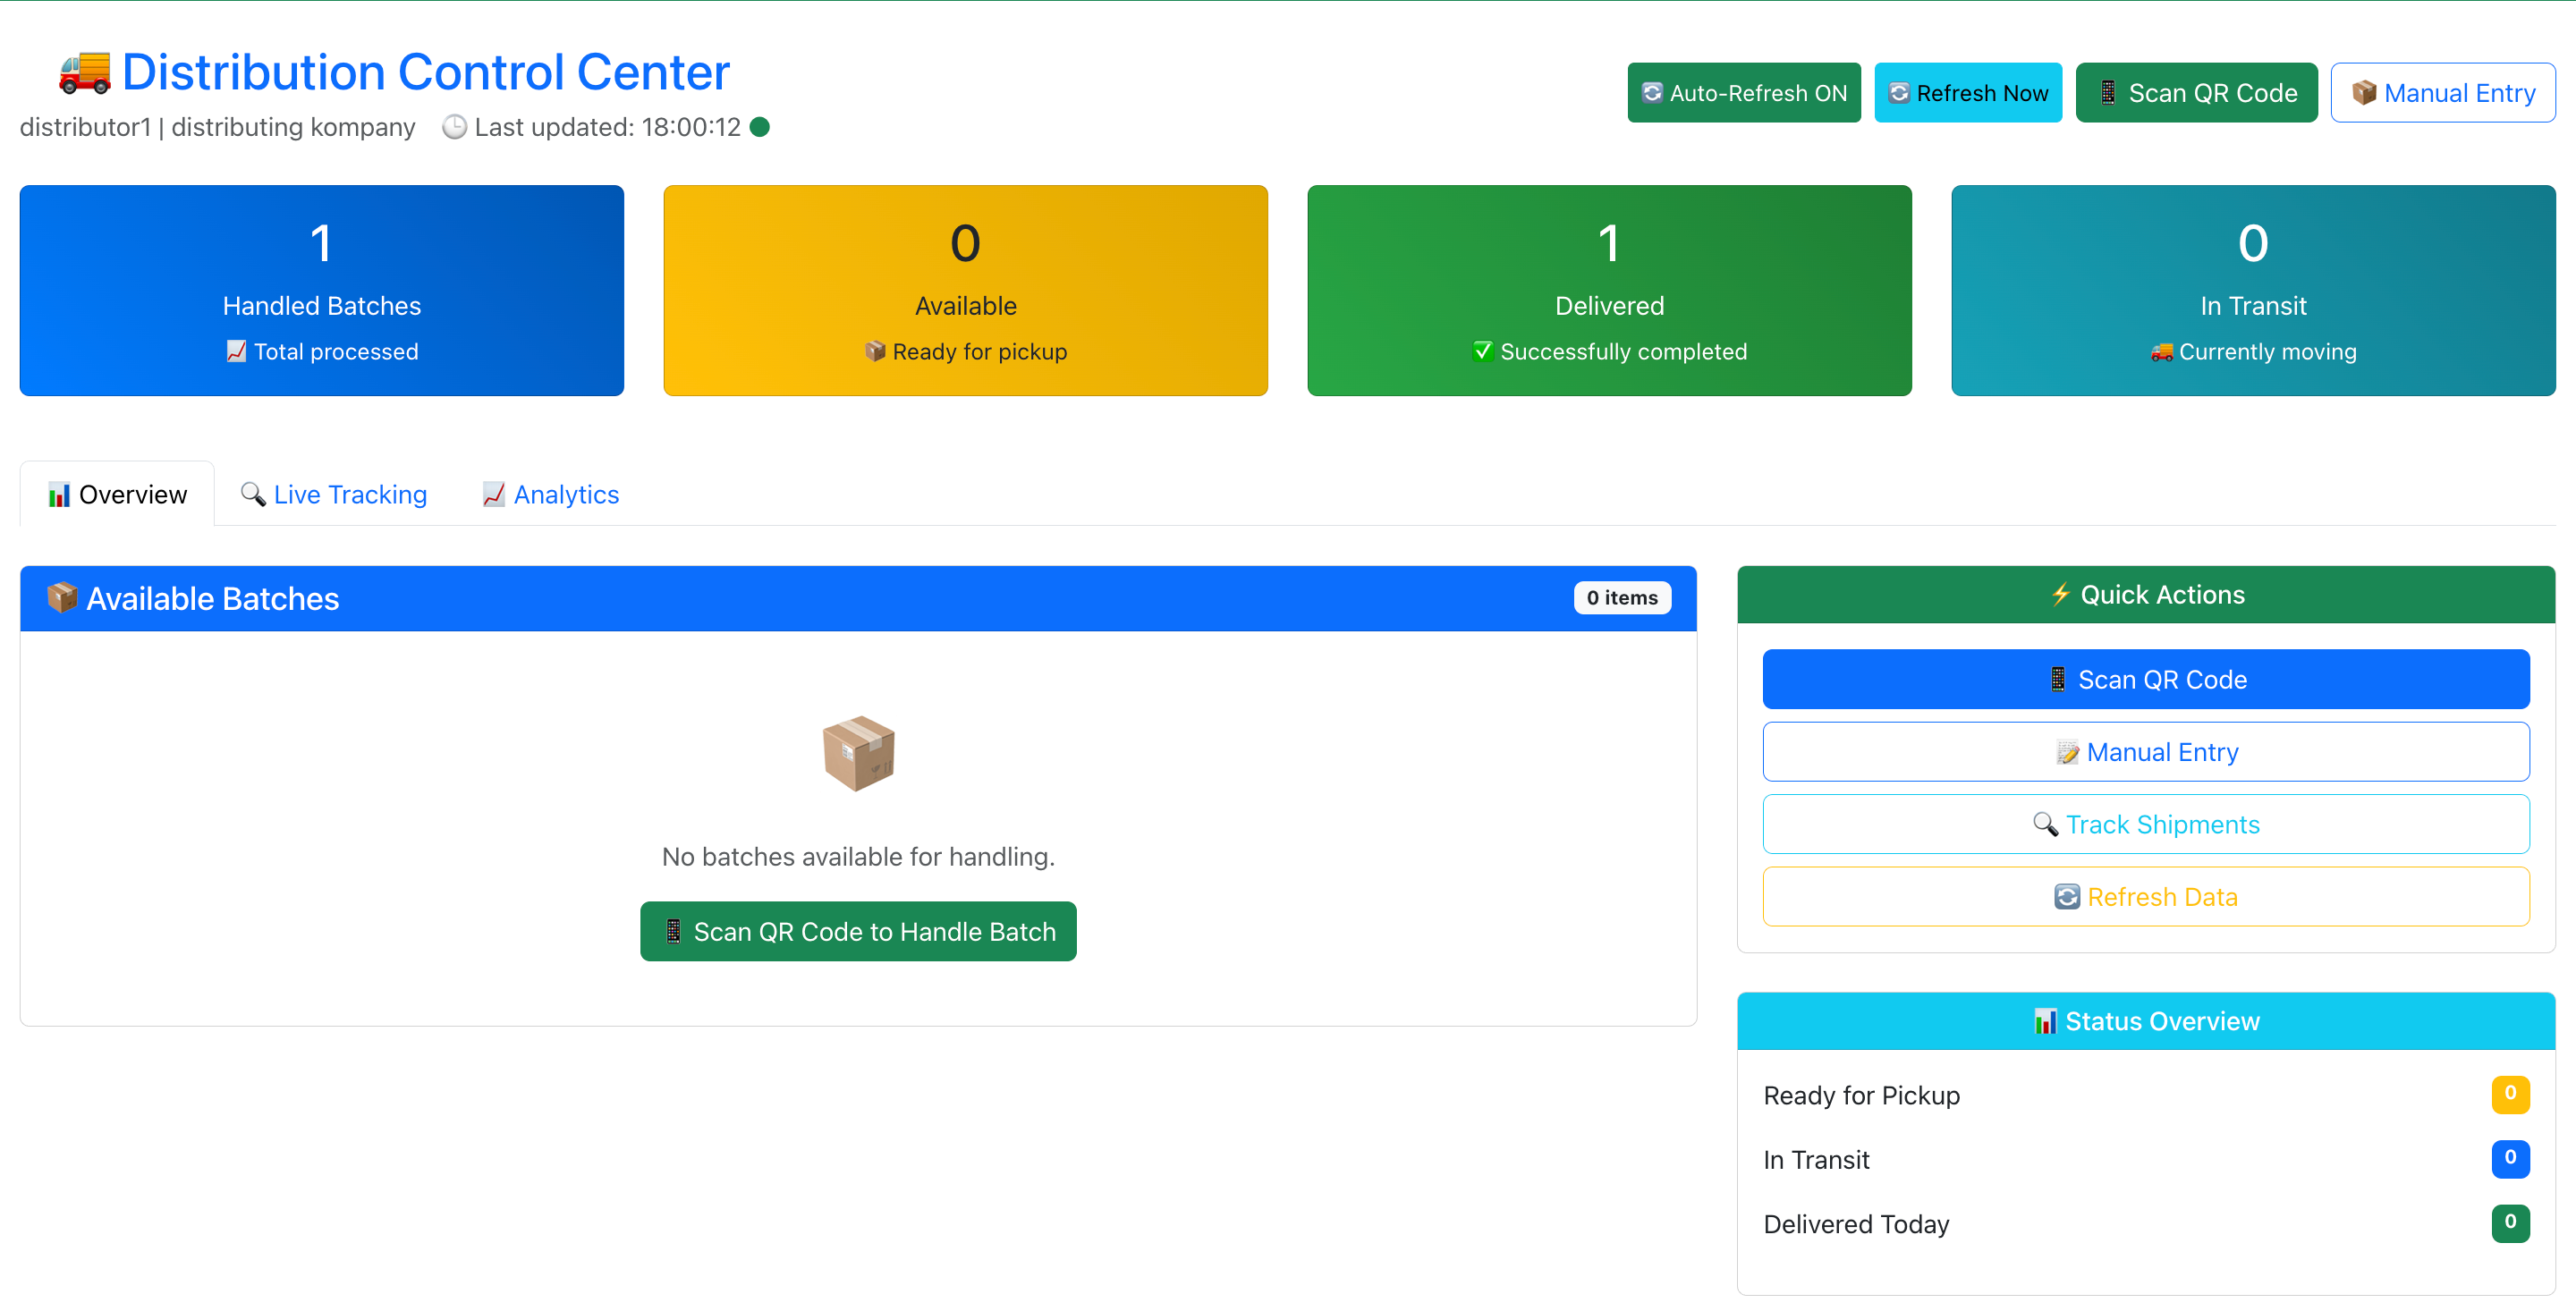 Distribution Control Center
distributor1 | distributing kompany 🕒 Last updated: 18:00:12
🔄 Auto-Refresh ON
🔄 Refresh Now
📱 Scan QR Code
📦 Manual Entry
1
Handled Batches
📈 Total processed
0
Available
📦 Ready for pickup
1
Delivered
✅ Successfully completed
0
In Transit
🚚 Currently moving
📊 Overview
🔍 Live Tracking
📈 Analytics
📦 Available Batches
0 items
No batches available for handling.
📱 Scan QR Code to Handle Batch
⚡ Quick Actions
📱 Scan QR Code
📝 Manual Entry
🔍 Track Shipments
🔄 Refresh Data
📊 Status Overview
Ready for Pickup 0
In Transit 0
Delivered Today 0